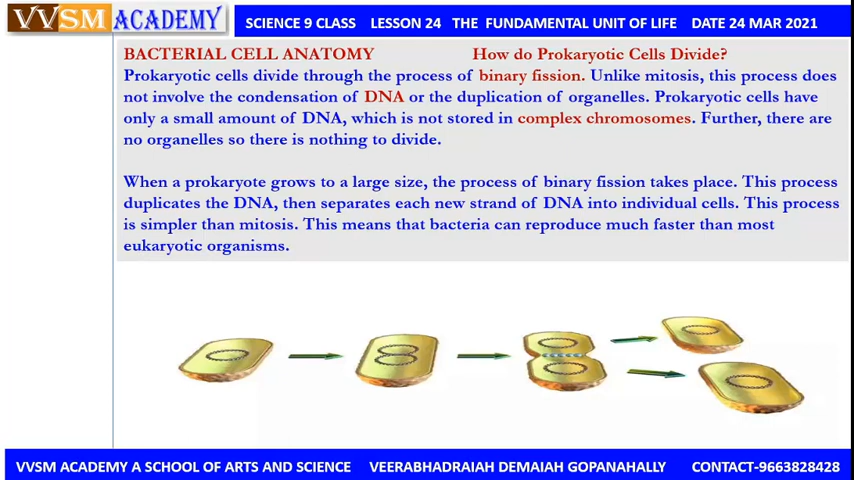 VVSM ACADEMY
SCIENCE 9 CLASS LESSON 24 THE FUNDAMENTAL UNIT OF LIFE DATE 24 MAR 2021
BACTERIAL CELL ANATOMY How do Prokaryotic Cells Divide?
Prokaryotic cells divide through the process of binary fission. Unlike mitosis, this process does
not involve the condensation of DNA or the duplication of organelles. Prokaryotic cells have
only a small amount of DNA, which is not stored in complex chromosomes. Further, there are
no organelles so there is nothing to divide.
When a prokaryote grows to a large size, the process of binary fission takes place. This process
duplicates the DNA, then separates each new strand of DNA into individual cells. This process
is simpler than mitosis. This means that bacteria can reproduce much faster than most
eukaryotic organisms.
VVSM ACADEMY A SCHOOL OF ARTS AND SCIENCE VEERABHADRAIAH DEMAIAH GOPANAHALLY CONTACT-9663828428